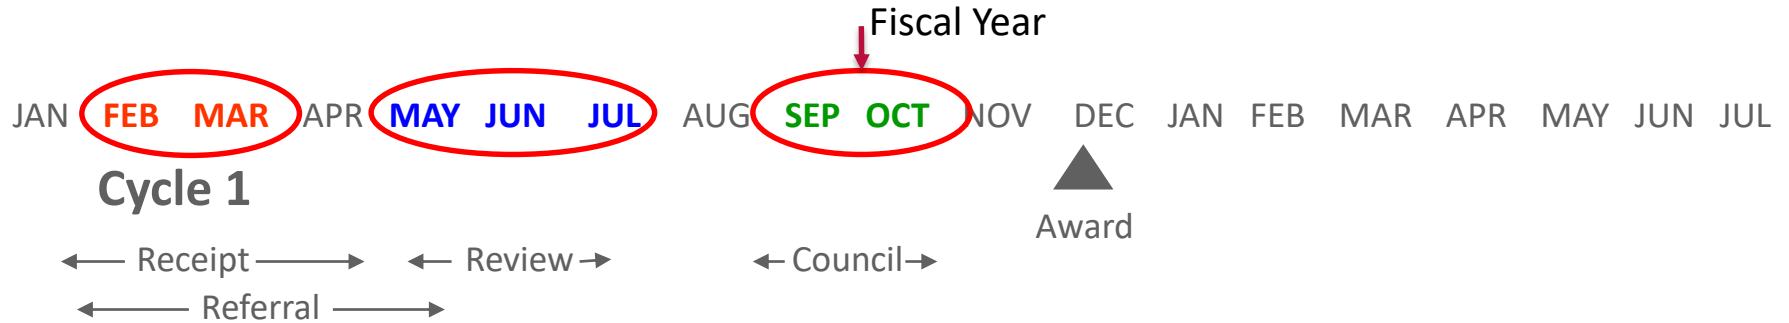 Fiscal Year
JAN FEB MAR APR MAY JUN JUL AUG SEP OCT NOV DEC JAN FEB MAR APR MAY JUN JUL
Cycle 1
Award
Receipt Review Council
Referral